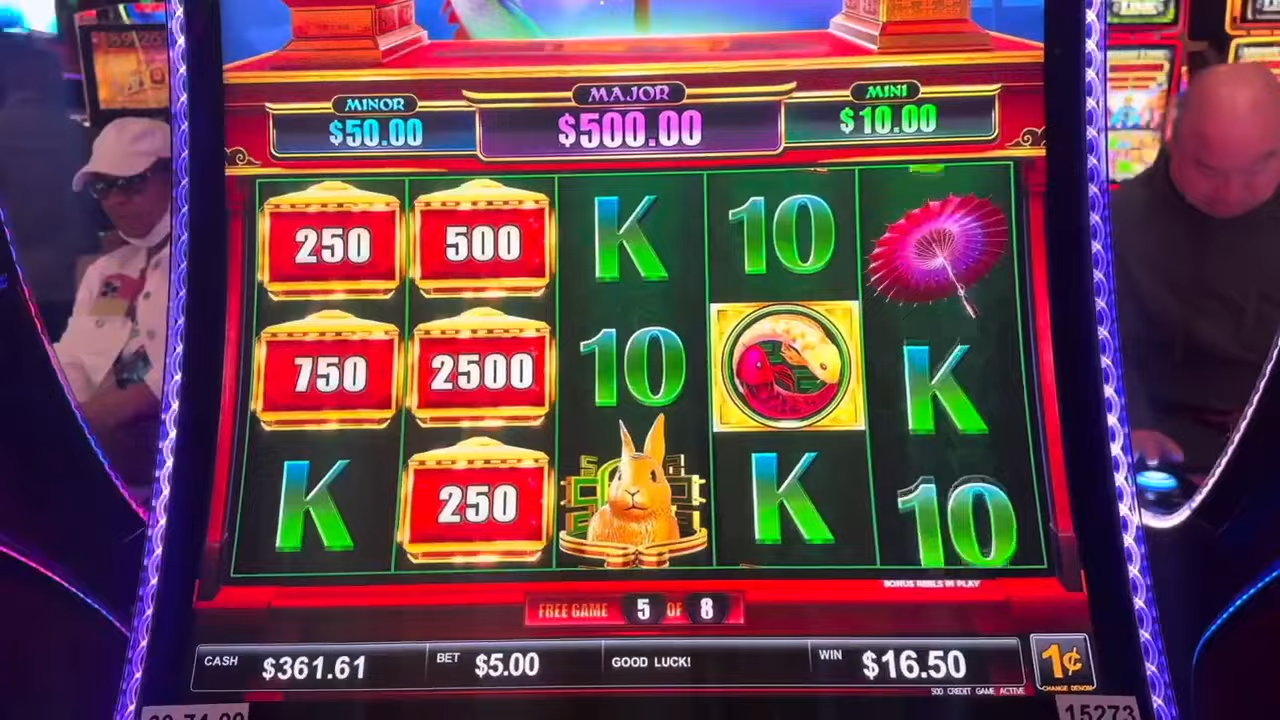 MINOR
$50.00
MAJOR
$500.00
MINI
$10.00
250 500 K 10
750 2500 10 K
K 250 K 10
BONUS REELS IN PLAY
FREE GAME 5 OF 8
CASH $361.61 BET $5.00 GOOD LUCK! WIN $16.50 1¢
500 CREDIT GAME ACTIVE CHANGE DENOM
15273